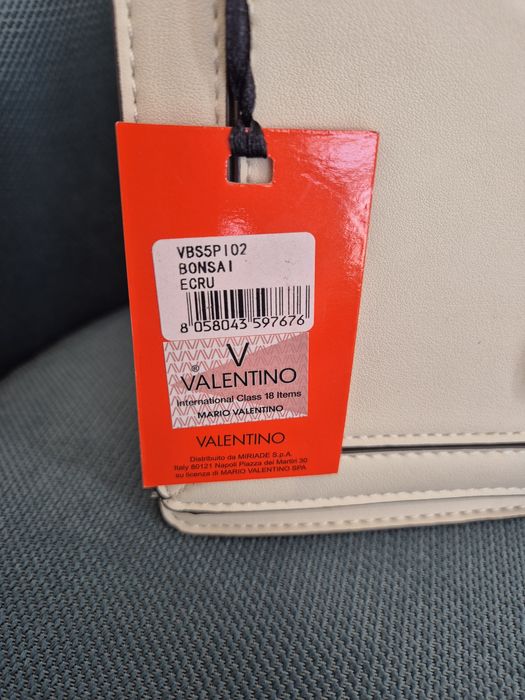 VBS5PI02
BONSAI
ECRU
8 058043 597676
V
® VALENTINO
International Class 18 Items
MARIO VALENTINO
VALENTINO
Distribuito da MIRIADE S.p.A.
Italy 80121 Napoli Piazza dei Martiri 30
su licenza di MARIO VALENTINO SPA